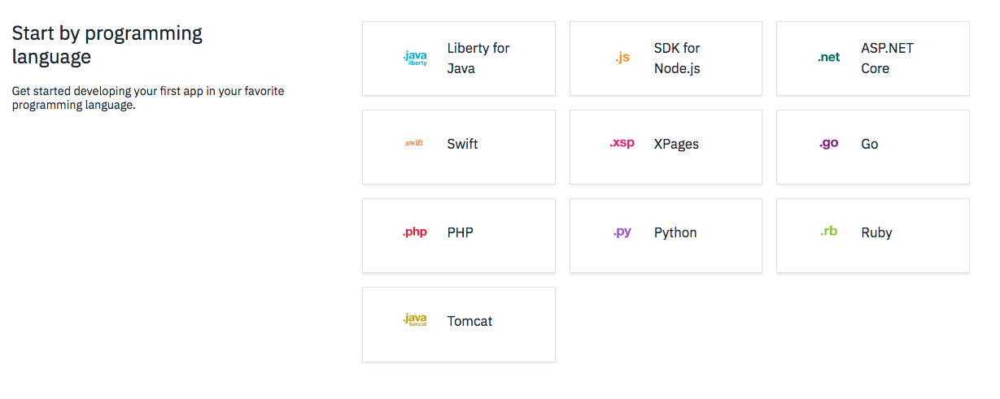 Start by programming
language
Get started developing your first app in your favorite
programming language.
.java
liberty
Liberty for
Java
.js
SDK for
Node.js
.net
ASP.NET
Core
.swift
Swift
.xsp
XPages
.go
Go
.php
PHP
.py
Python
.rb
Ruby
.java
tomcat
Tomcat